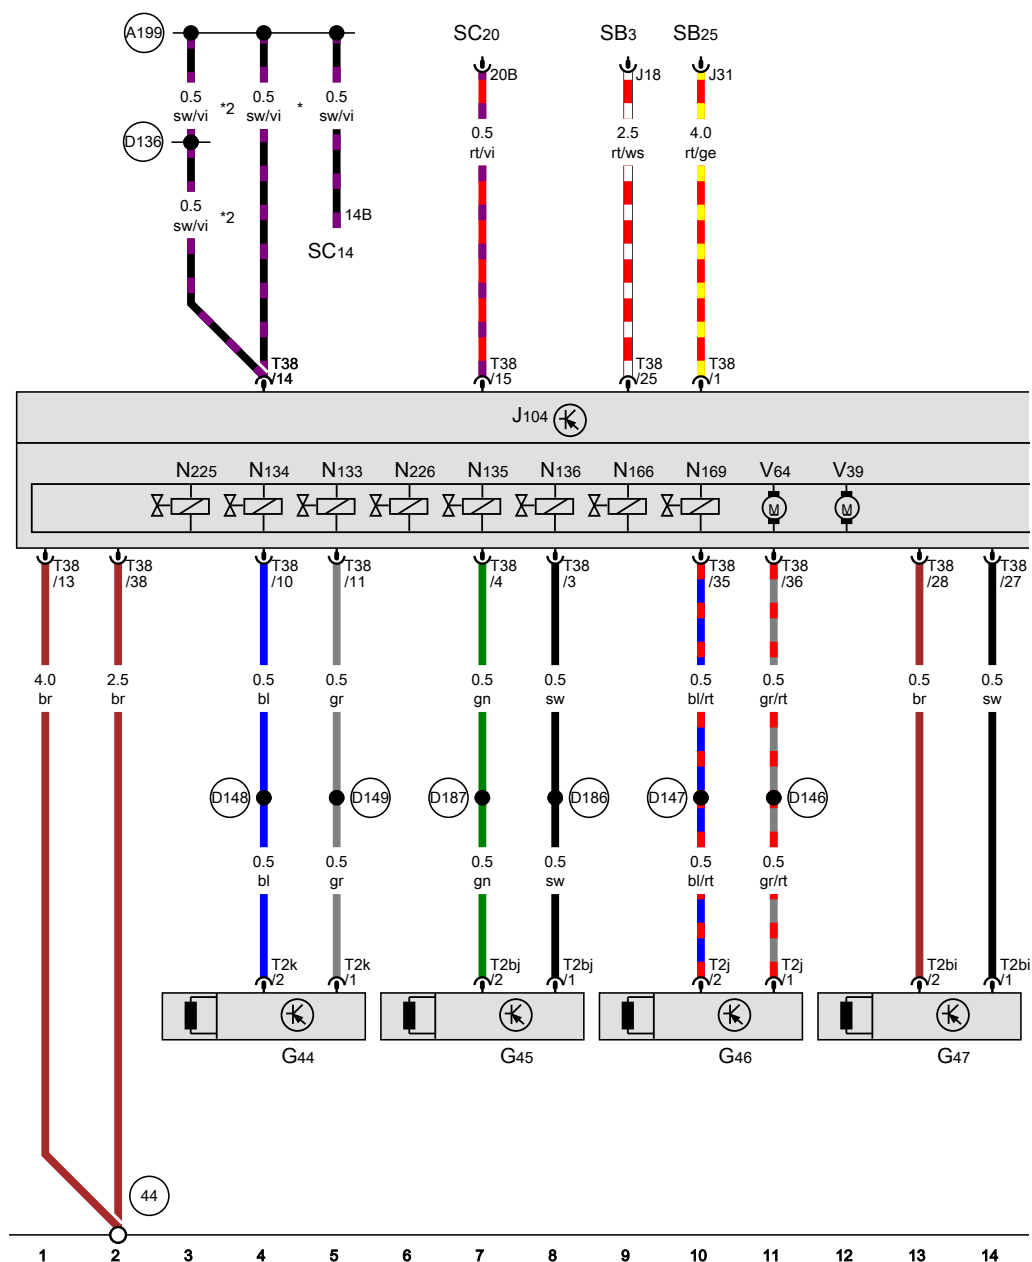 A199
SC20
SB3
SB25
20B
J18
J31
0.5
sw/vi
*2
0.5
sw/vi
*
0.5
sw/vi
0.5
rt/vi
2.5
rt/ws
4.0
rt/ge
D136
0.5
sw/vi
*2
14B
SC14
T38
/14
T38
/15
T38
/25
T38
/1
J104
N225
N134
N133
N226
N135
N136
N166
N169
V64
V39
M
M
T38
/13
T38
/38
T38
/10
T38
/11
T38
/4
T38
/3
T38
/35
T38
/36
T38
/28
T38
/27
4.0
br
2.5
br
0.5
bl
0.5
gr
0.5
gn
0.5
sw
0.5
bl/rt
0.5
gr/rt
0.5
br
0.5
sw
D148
D149
D187
D186
D147
D146
0.5
bl
0.5
gr
0.5
gn
0.5
sw
0.5
bl/rt
0.5
gr/rt
T2k
/2
T2k
/1
T2bj
/2
T2bj
/1
T2j
/2
T2j
/1
T2bi
/2
T2bi
/1
G44
G45
G46
G47
44
1 2 3 4 5 6 7 8 9 10 11 12 13 14